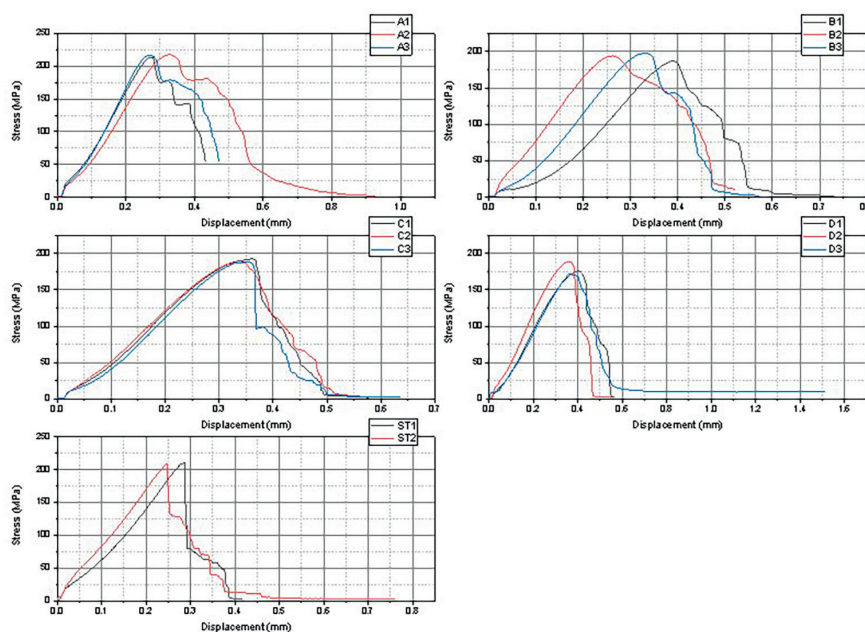 A1
A2
A3
250
200
150
100
50
0
Stress (MPa)
0.0 0.2 0.4 0.6 0.8 1.0
Displacement (mm)
B1
B2
B3
200
150
100
50
0
Stress (MPa)
0.0 0.1 0.2 0.3 0.4 0.5 0.6 0.7
Displacement (mm)
C1
C2
C3
200
150
100
50
0
Stress (MPa)
0.0 0.1 0.2 0.3 0.4 0.5 0.6 0.7
Displacement (mm)
D1
D2
D3
200
150
100
50
0
Stress (MPa)
0.0 0.2 0.4 0.6 0.8 1.0 1.2 1.4 1.6
Displacement (mm)
ST1
ST2
250
200
150
100
50
0
Stress (MPa)
0.0 0.1 0.2 0.3 0.4 0.5 0.6 0.7 0.8
Displacement (mm)